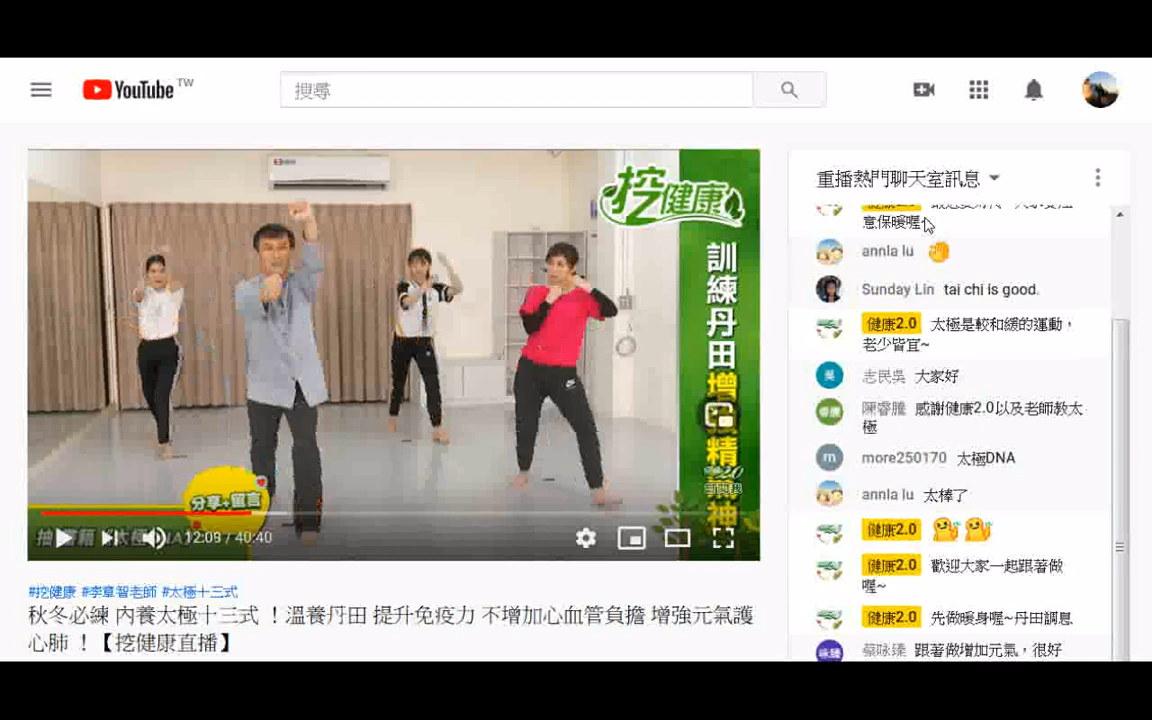 YouTube TW
搜尋
挖健康
訓練丹田增強精氣神
分享+留言
12:09 / 40:40
#挖健康 #李章智老師 #太極十三式
秋冬必練 內養太極十三式 ！溫養丹田 提升免疫力 不增加心血管負擔 增強元氣護
心肺 ！【挖健康直播】
重播熱門聊天室訊息
意保暖喔~
annla lu
Sunday Lin tai chi is good.
健康2.0 太極是較和緩的運動，
老少皆宜~
吳 志民吳 大家好
睿騰 陳睿騰 感謝健康2.0以及老師教太
極
m more250170 太極DNA
annla lu 太棒了
健康2.0
健康2.0 歡迎大家一起跟著做
喔~
健康2.0 先做暖身喔~丹田調息
詠臻 蔡詠臻 跟著做增加元氣，很好